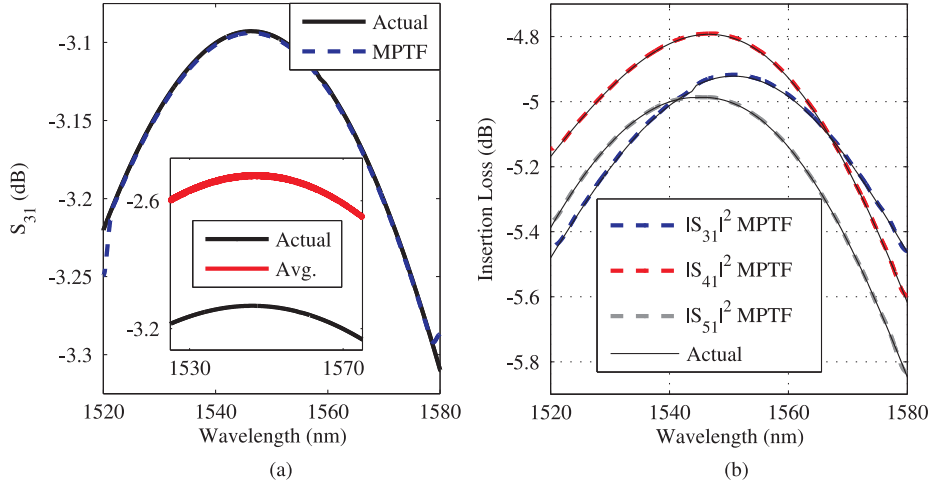 Actual
MPTF
-3.1
-3.15
-3.2
-3.25
-3.3
S31
(dB)
-2.6
-3.2
Actual
Avg.
1530
1570
1520
1540
1560
1580
Wavelength (nm)
(a)
-4.8
-5
-5.2
-5.4
-5.6
-5.8
Insertion Loss (dB)
|S31|² MPTF
|S41|² MPTF
|S51|² MPTF
Actual
1520
1540
1560
1580
Wavelength (nm)
(b)